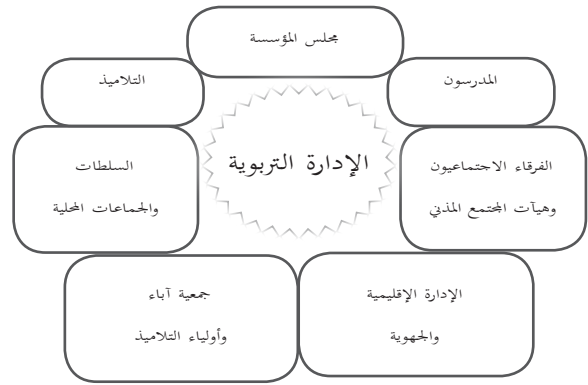 مجلس المؤسسة
المدرسون
التلاميذ
الإدارة التربوية
الفرقاء الاجتماعيون
وهيآت المجتمع المذني
السلطات
والجماعات المحلية
الإدارة الإقليمية
والجهوية
جمعية آباء
وأولياء التلاميذ